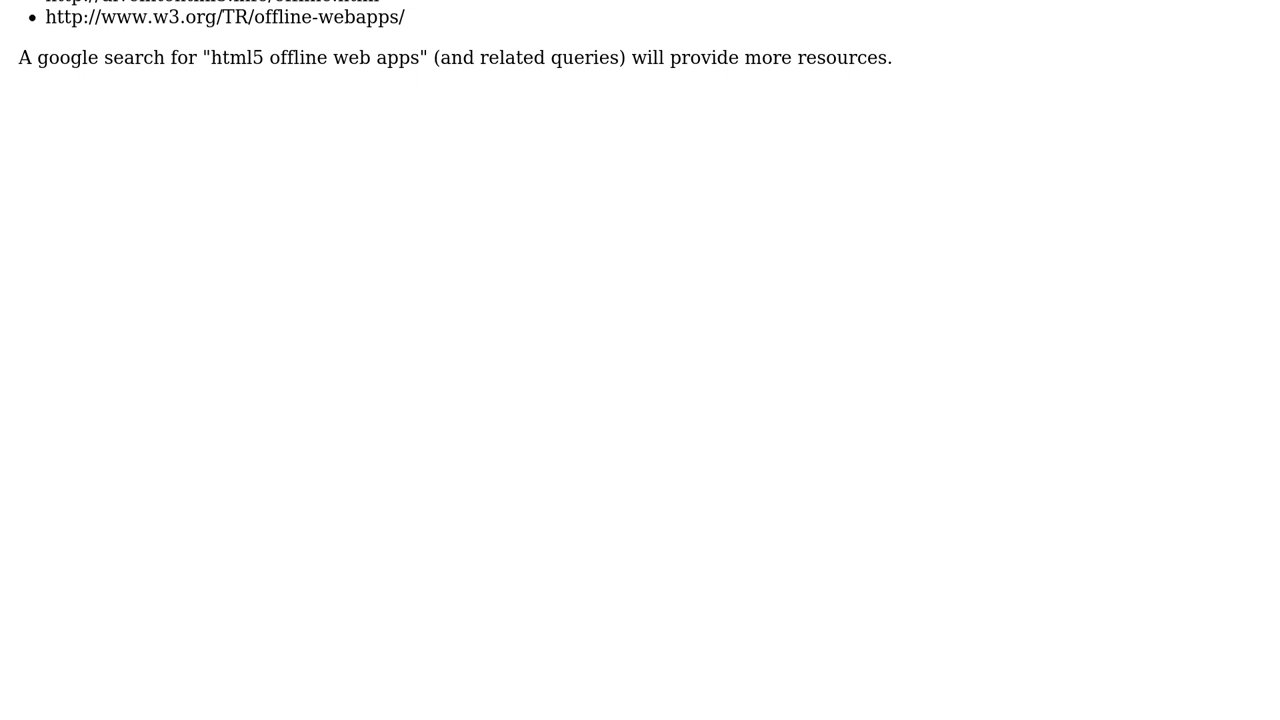 http://www.w3.org/TR/offline-webapps/
A google search for "html5 offline web apps" (and related queries) will provide more resources.